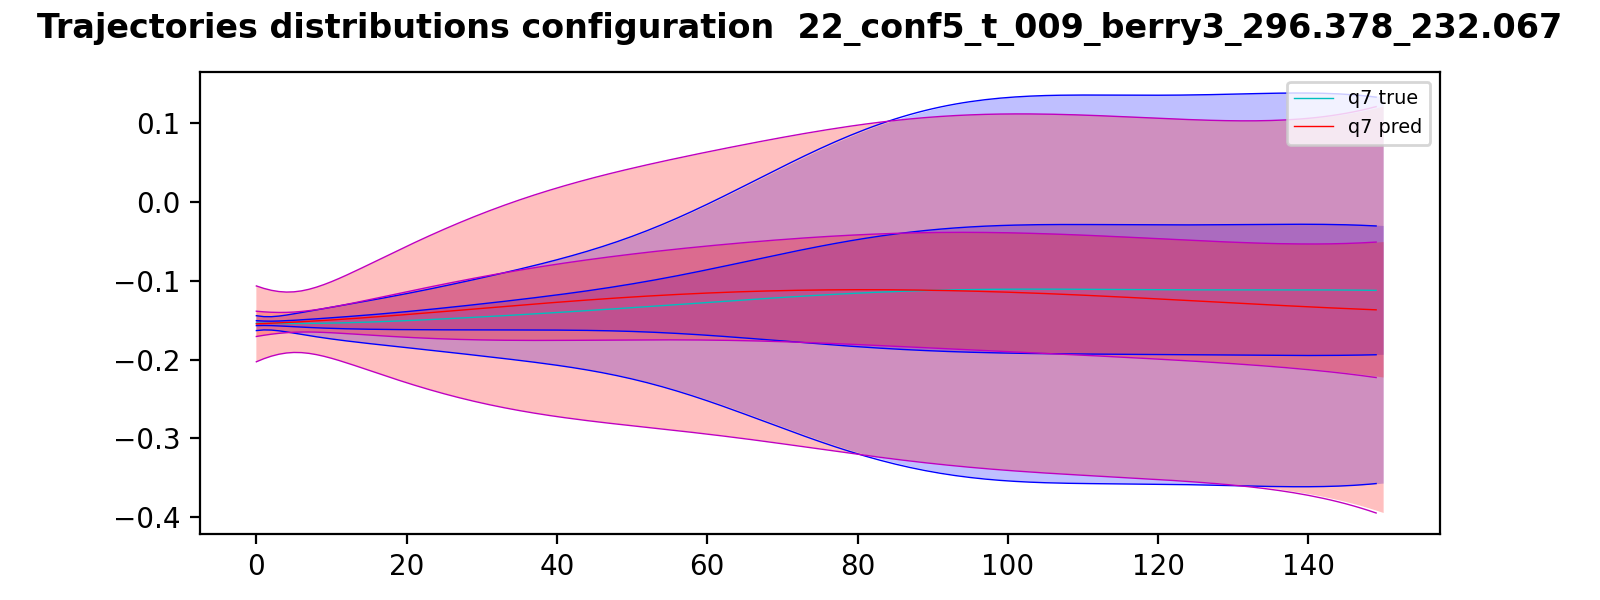 Trajectories distributions configuration  22_conf5_t_009_berry3_296.378_232.067
q7 true
q7 pred
0.1
0.0
−0.1
−0.2
−0.3
−0.4
0 20 40 60 80 100 120 140